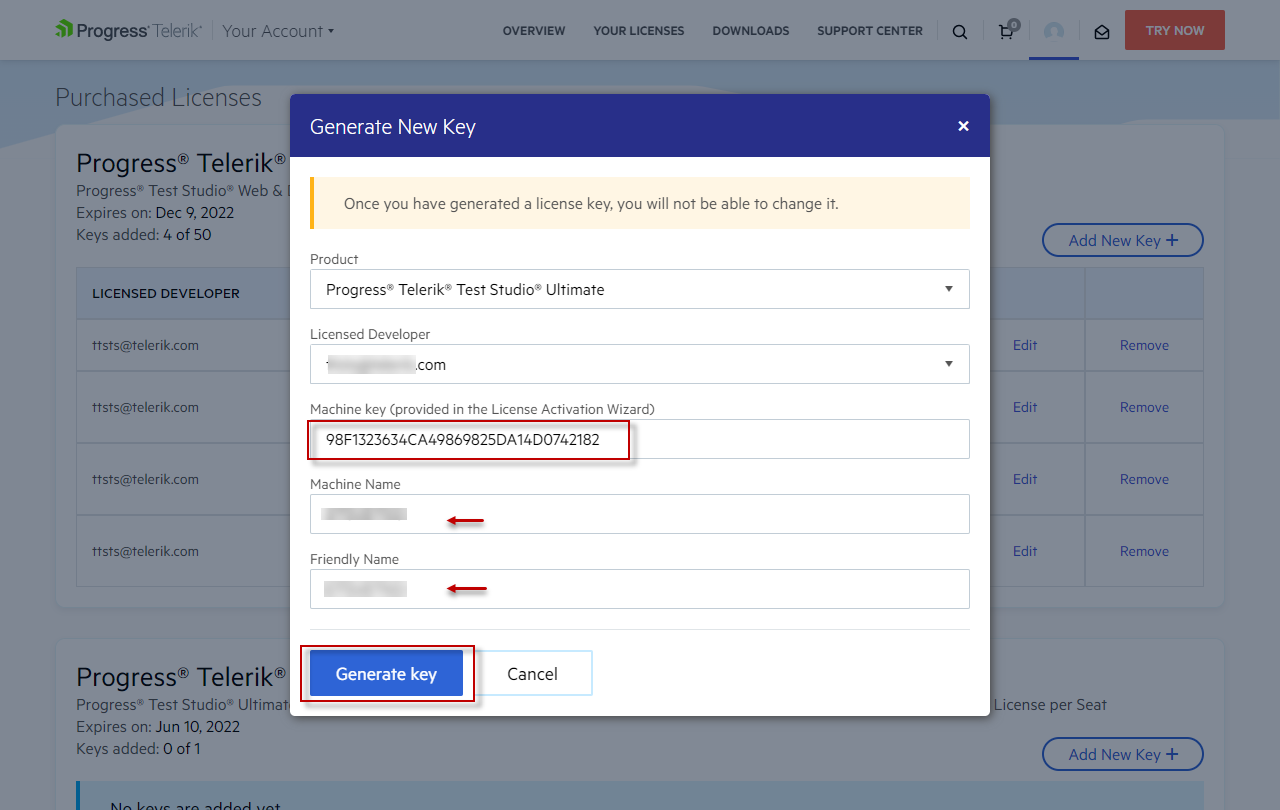 Progress® Telerik®
Your Account
OVERVIEW
YOUR LICENSES
DOWNLOADS
SUPPORT CENTER
0
TRY NOW
Purchased Licenses
Progress® Telerik®
Progress® Test Studio® Web &
Expires on: Dec 9, 2022
Keys added: 4 of 50
Add New Key +
LICENSED DEVELOPER
ttsts@telerik.com
Edit
Remove
ttsts@telerik.com
Edit
Remove
ttsts@telerik.com
Edit
Remove
ttsts@telerik.com
Edit
Remove
Generate New Key
×
Once you have generated a license key, you will not be able to change it.
Product
Progress® Telerik® Test Studio® Ultimate
Licensed Developer
.com
Machine key (provided in the License Activation Wizard)
98F1323634CA49869825DA14D0742182
Machine Name
Friendly Name
Generate key
Cancel
Progress® Telerik®
Progress® Test Studio® Ultimat
License per Seat
Expires on: Jun 10, 2022
Keys added: 0 of 1
Add New Key +
No keys are added yet